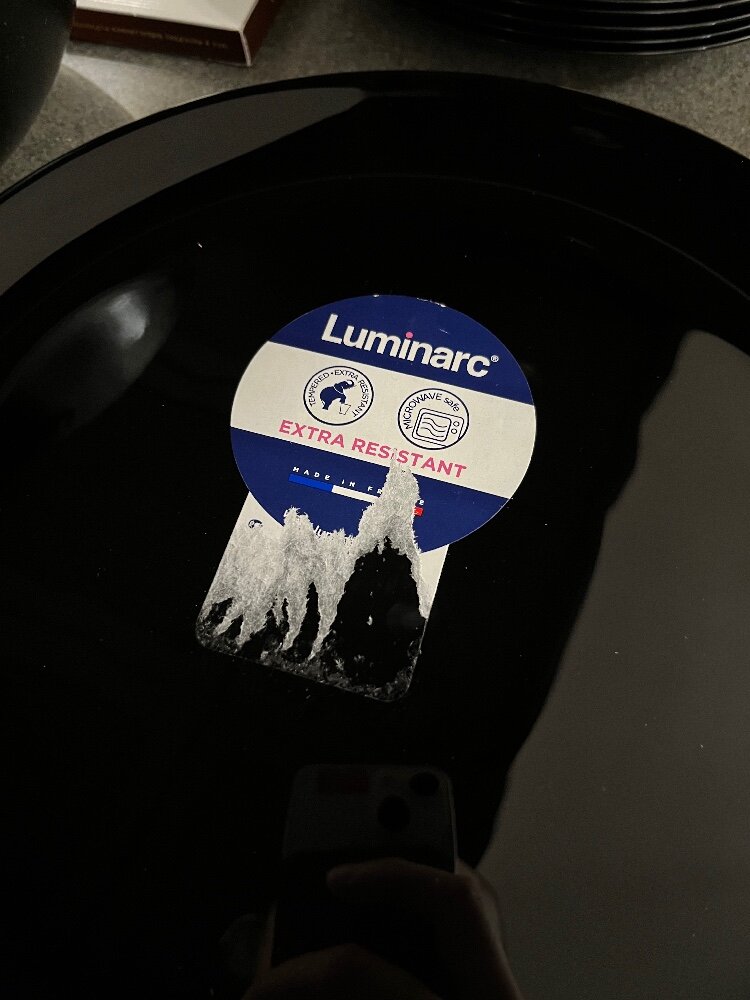 Luminarc®
TEMPERED • EXTRA RESISTANT
MICROWAVE safe
EXTRA RESISTANT
MADE IN